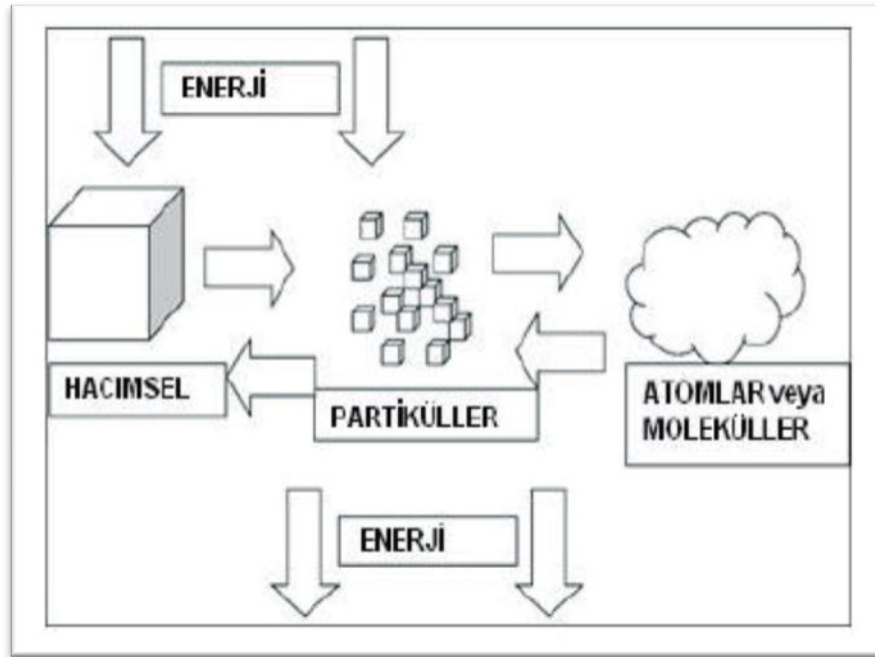 ENERJİ
HACIMSEL
PARTİKÜLLER
ATOMLAR veya
MOLEKÜLLER
ENERJİ